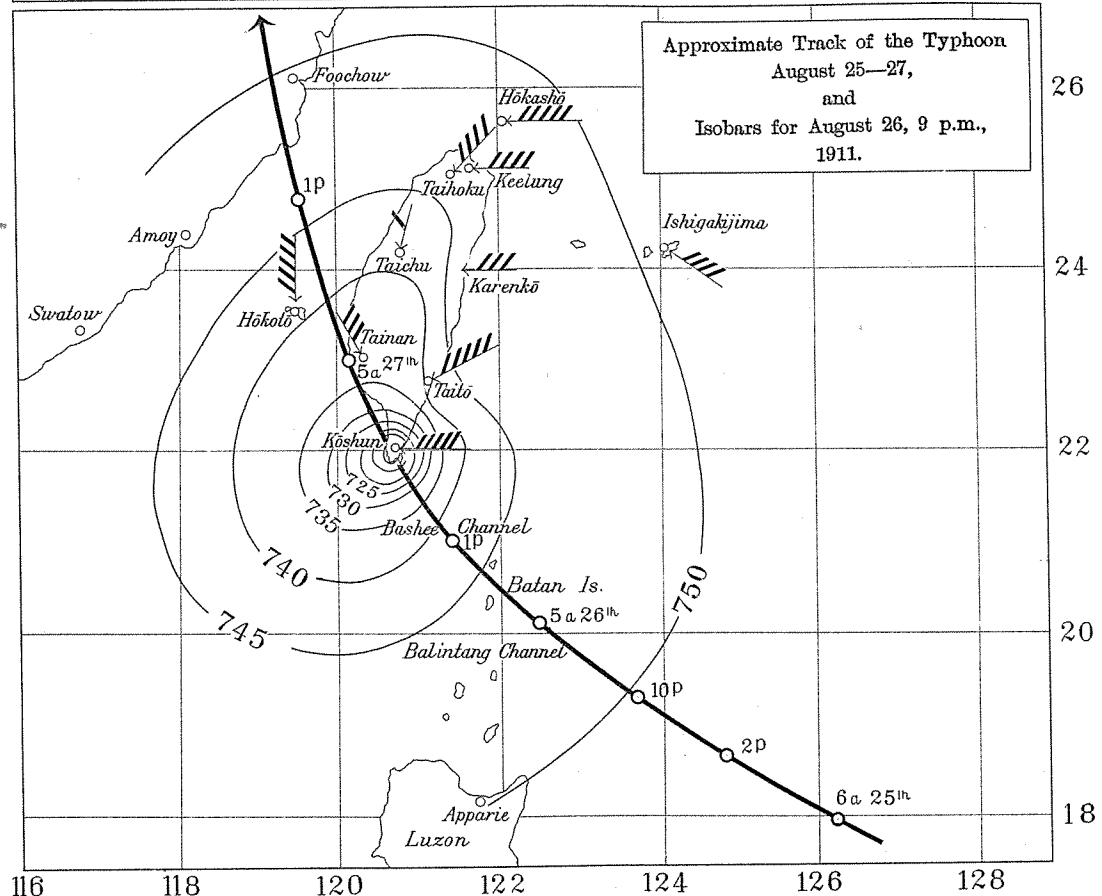 Approximate Track of the Typhoon
August 25—27,
and
Isobars for August 26, 9 p.m.,
1911.
Foochow
26
Hōkashō
1p
Taihoku
Keelung
Amoy
Ishigakijima
Taichu
24
Karenkō
Swatow
Hōkotō
Tainan
5a 27th
Taitō
Kōshun
22
725
730
735
Bashee Channel
1p
740
Batan Is.
750
745
5a 26th
20
Balintang Channel
10p
2p
6a 25th
Apparie
18
Luzon
116 118 120 122 124 126 128